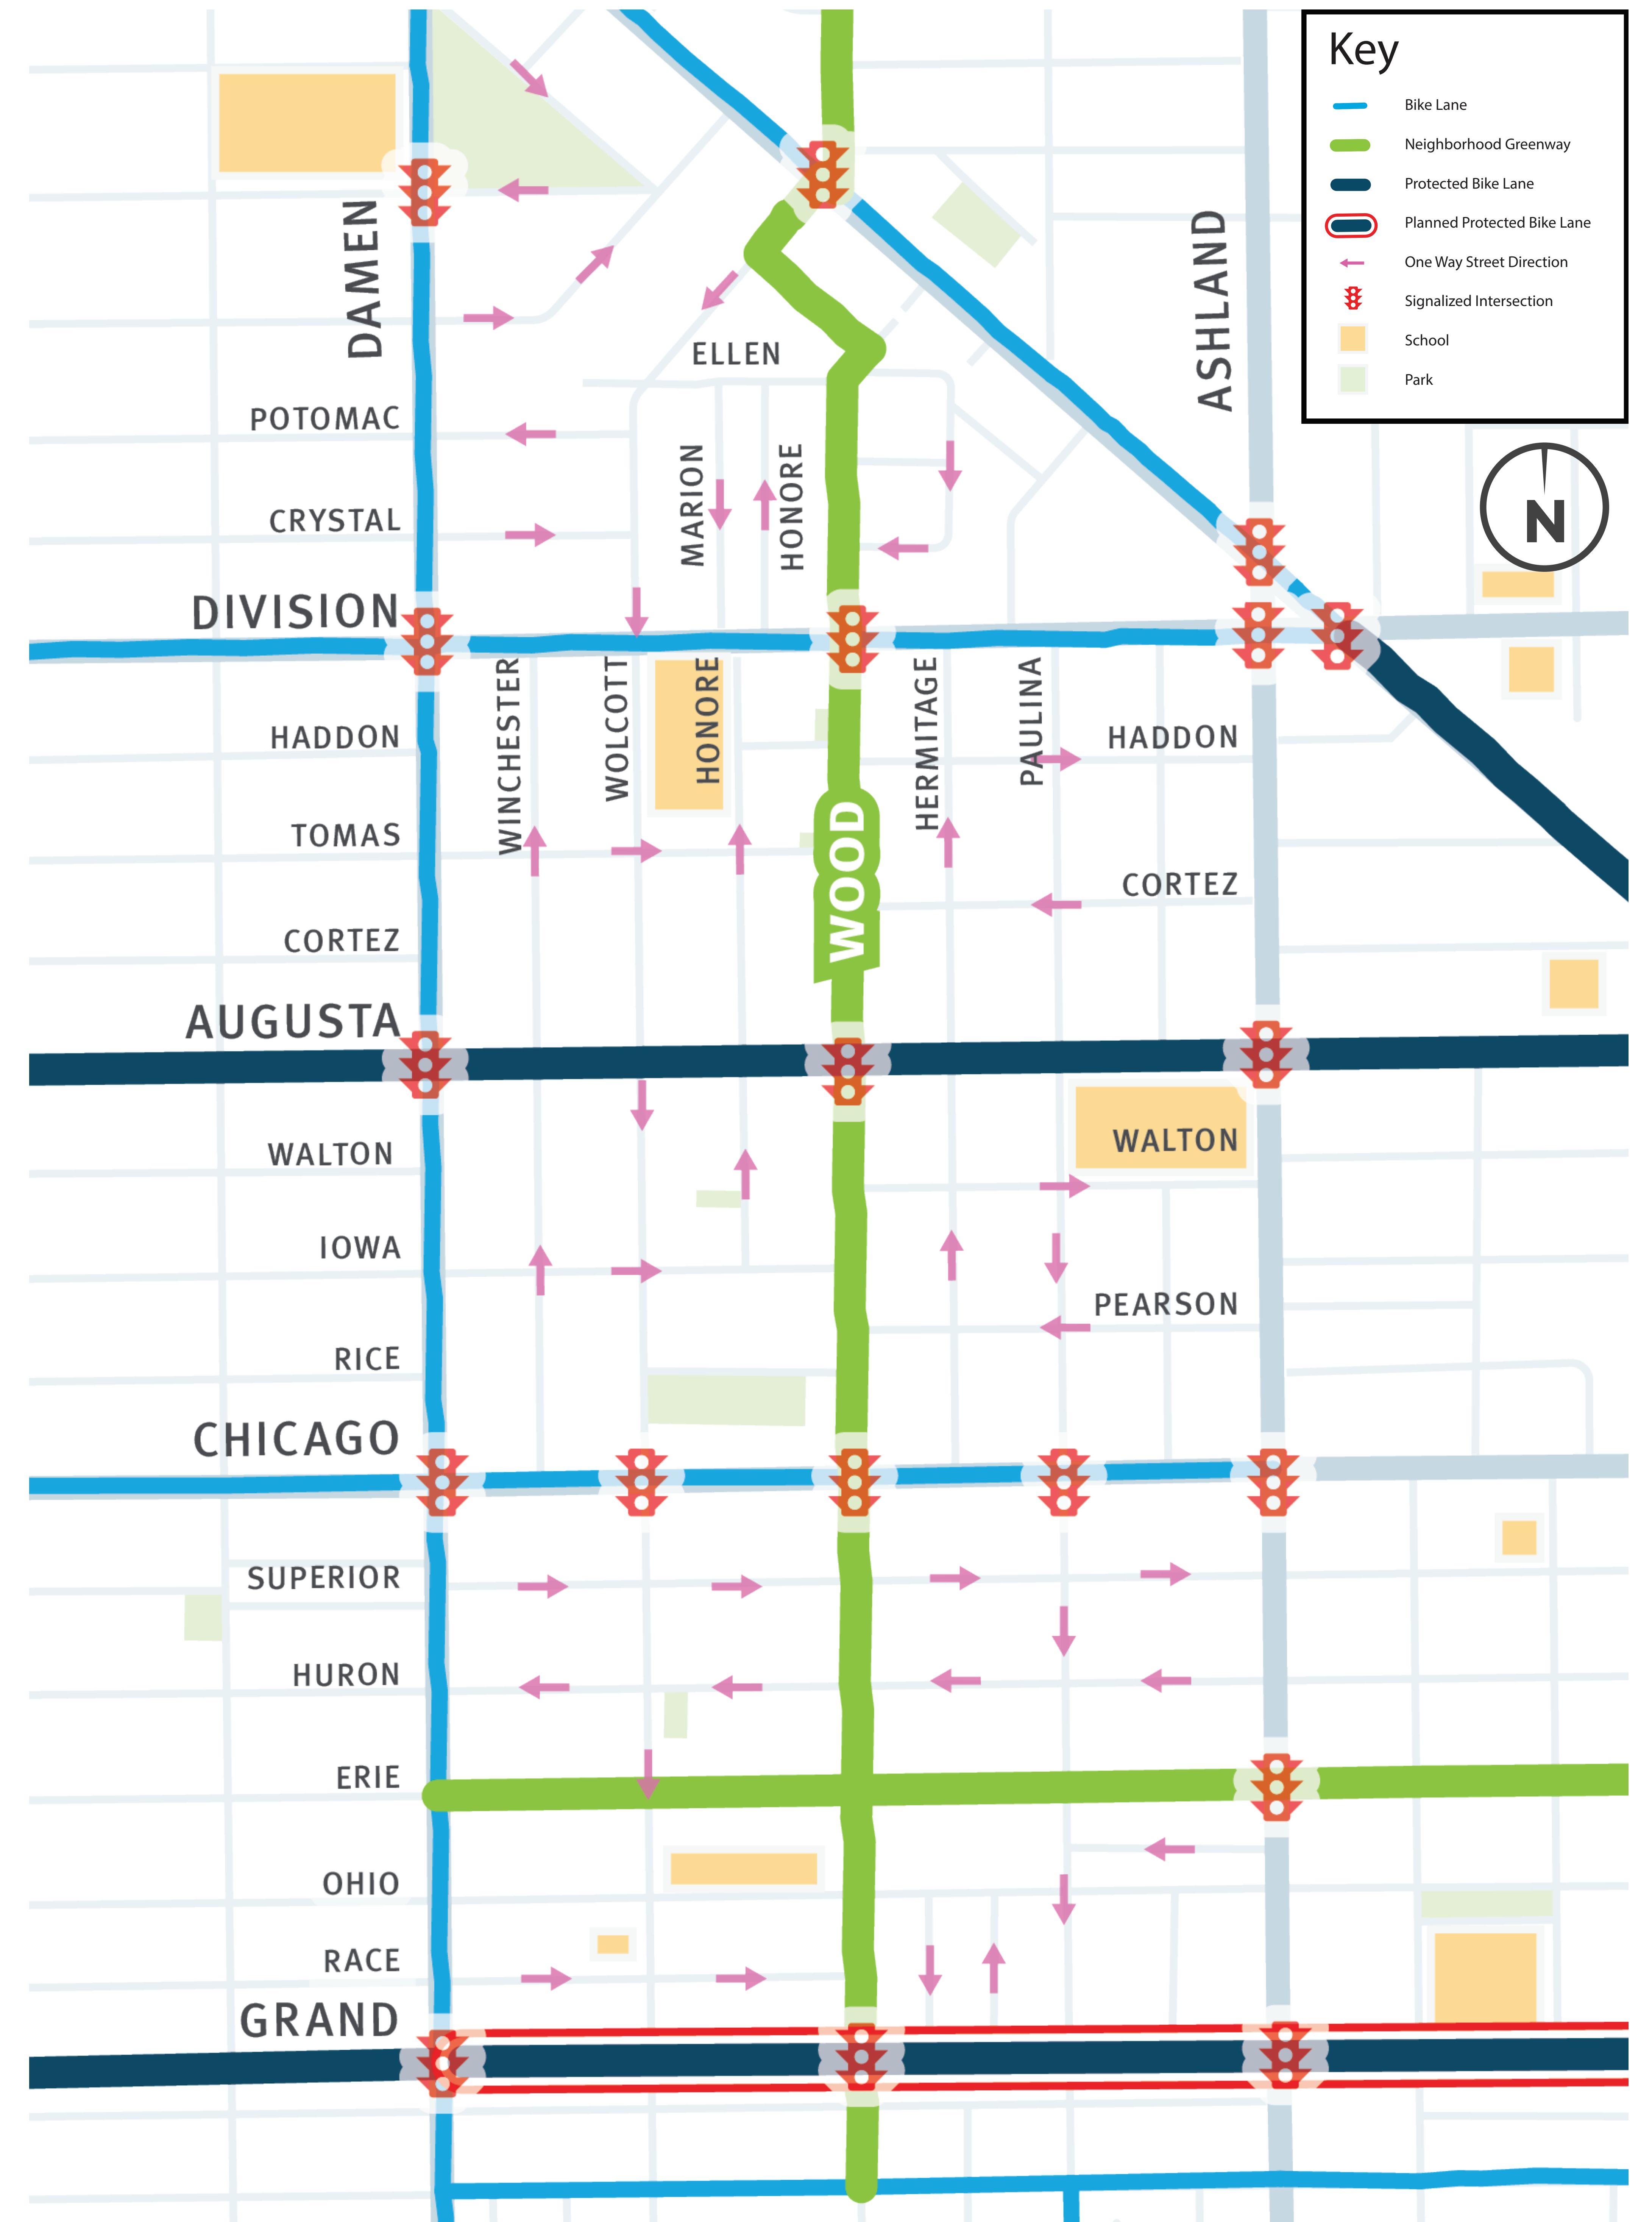 Key
Bike Lane
Neighborhood Greenway
Protected Bike Lane
Planned Protected Bike Lane
One Way Street Direction
Signalized Intersection
School
Park
N
DAMEN
ASHLAND
ELLEN
POTOMAC
MARION
HONORE
CRYSTAL
DIVISION
WINCHESTER
WOLCOTT
HONORE
HERMITAGE
PAULINA
HADDON
HADDON
TOMAS
WOOD
CORTEZ
CORTEZ
AUGUSTA
WALTON
WALTON
IOWA
PEARSON
RICE
CHICAGO
SUPERIOR
HURON
ERIE
OHIO
RACE
GRAND